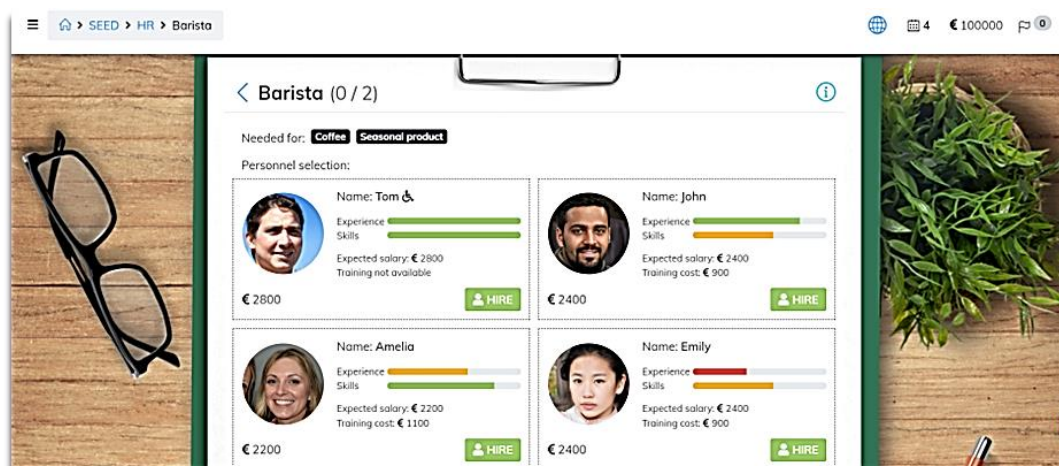 SEED > HR > Barista
4 € 100000 0
Barista (0 / 2)
Needed for: Coffee Seasonal product
Personnel selection:
Name: Tom
Experience
Skills
Expected salary: € 2800
Training not available
€ 2800 HIRE
Name: John
Experience
Skills
Expected salary: € 2400
Training cost: € 900
€ 2400 HIRE
Name: Amelia
Experience
Skills
Expected salary: € 2200
Training cost: € 1100
€ 2200 HIRE
Name: Emily
Experience
Skills
Expected salary: € 2400
Training cost: € 900
€ 2400 HIRE